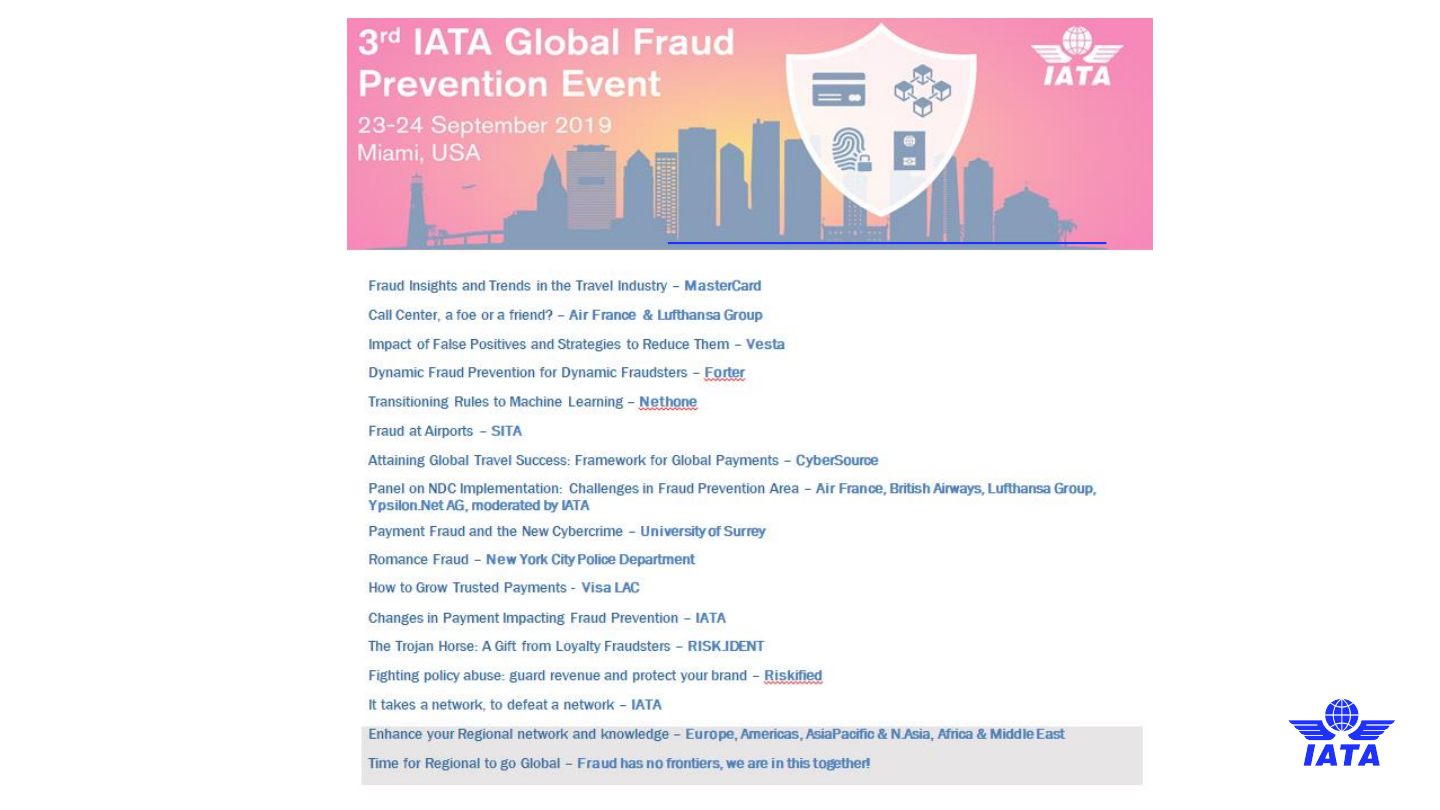 3rd IATA Global Fraud
Prevention Event
23-24 September 2019
Miami, USA
IATA
Fraud Insights and Trends in the Travel Industry – MasterCard
Call Center, a foe or a friend? – Air France & Lufthansa Group
Impact of False Positives and Strategies to Reduce Them – Vesta
Dynamic Fraud Prevention for Dynamic Fraudsters – Forter
Transitioning Rules to Machine Learning – Nethone
Fraud at Airports – SITA
Attaining Global Travel Success: Framework for Global Payments – CyberSource
Panel on NDC Implementation: Challenges in Fraud Prevention Area – Air France, British Airways, Lufthansa Group,
Ypsilon.Net AG, moderated by IATA
Payment Fraud and the New Cybercrime – University of Surrey
Romance Fraud – New York City Police Department
How to Grow Trusted Payments - Visa LAC
Changes in Payment Impacting Fraud Prevention – IATA
The Trojan Horse: A Gift from Loyalty Fraudsters – RISK.IDENT
Fighting policy abuse: guard revenue and protect your brand – Riskified
It takes a network, to defeat a network – IATA
Enhance your Regional network and knowledge – Europe, Americas, AsiaPacific & N.Asia, Africa & Middle East
Time for Regional to go Global – Fraud has no frontiers, we are in this together!
IATA